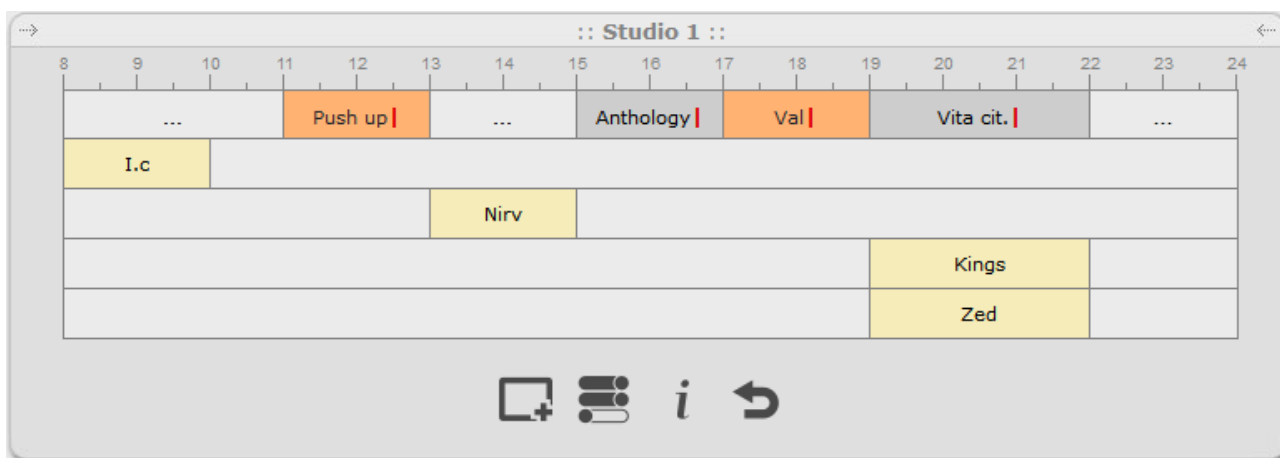 :: Studio 1 ::
8 9 10 11 12 13 14 15 16 17 18 19 20 21 22 23 24
... Push up ... Anthology Val Vita cit. ...
I.c
Nirv
Kings
Zed
i